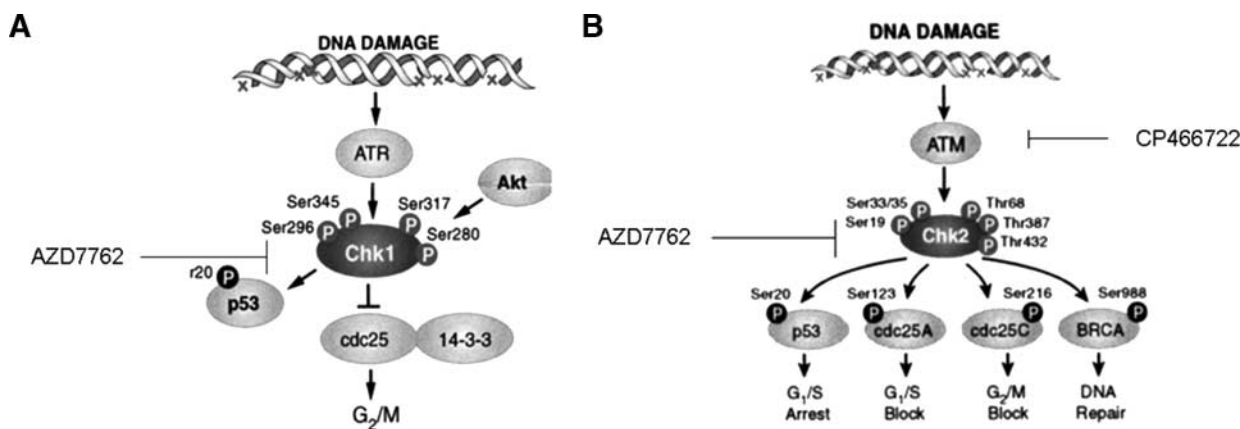 A
DNA DAMAGE
x
x
x
x
x
x
ATR
Akt
Ser345
P
Ser317
P
Ser296
P
Ser280
P
Chk1
AZD7762
r20
P
p53
cdc25
14-3-3
G2/M
B
DNA DAMAGE
x
x
x
x
x
x
ATM
CP466722
Ser33/35
P
Thr68
P
Ser19
P
Thr387
P
Thr432
P
Chk2
AZD7762
Ser20
P
p53
Ser123
P
cdc25A
Ser216
P
cdc25C
Ser988
P
BRCA
G1/S
Arrest
G1/S
Block
G2/M
Block
DNA
Repair